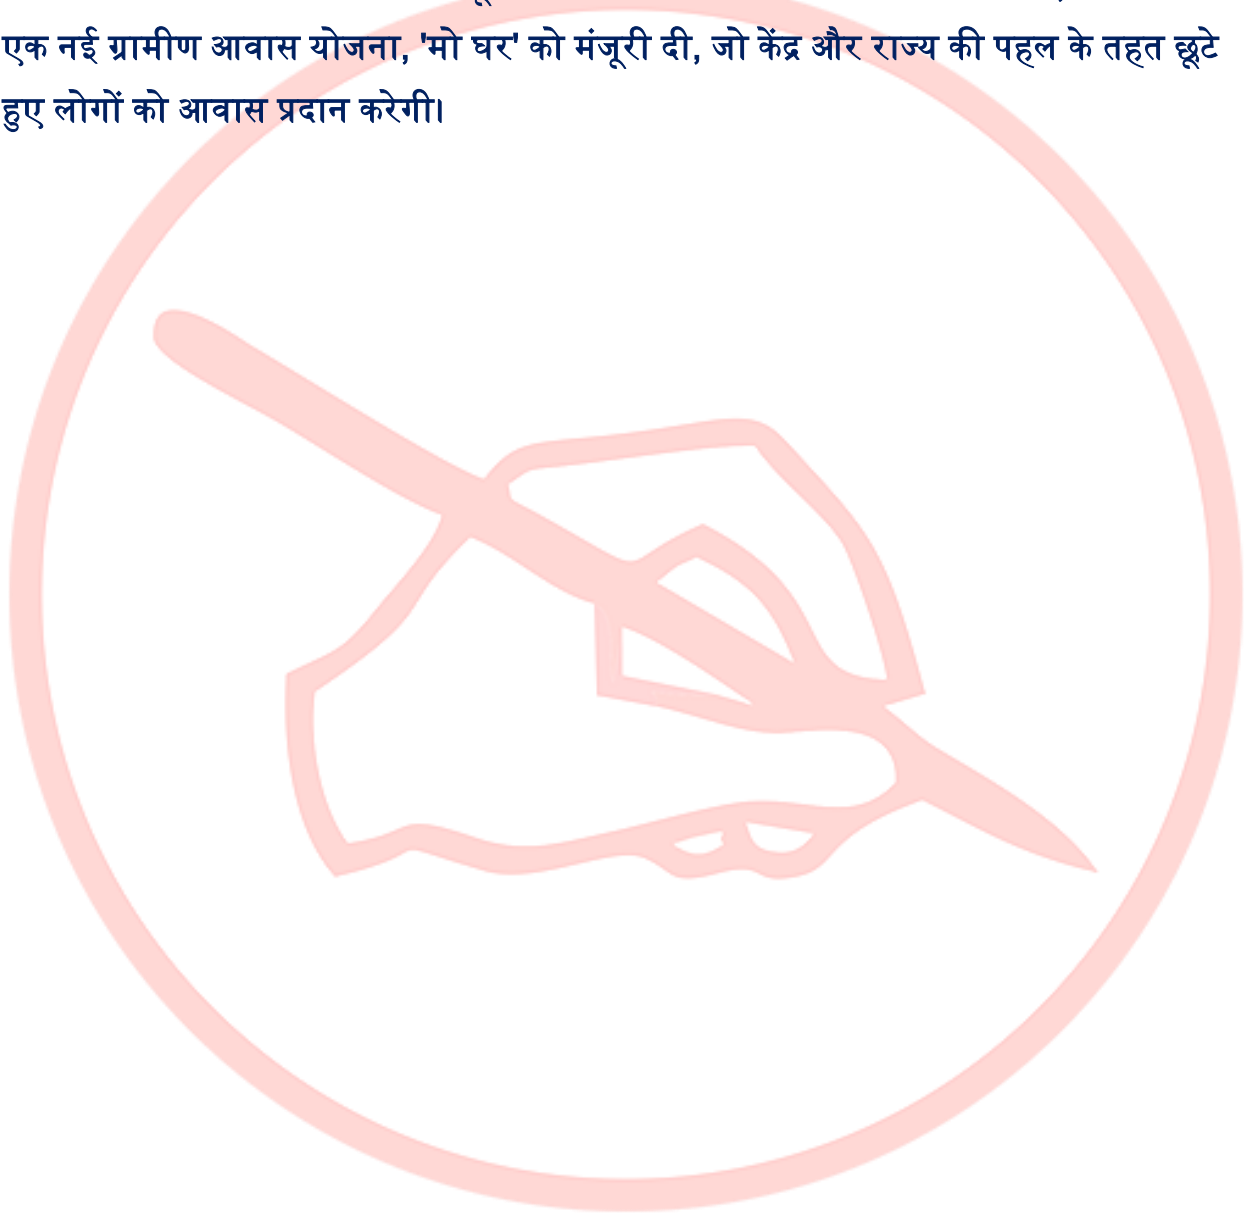 एक नई ग्रामीण आवास योजना, 'मो घर' को मंजूरी दी, जो केंद्र और राज्य की पहल के तहत छूटे
हुए लोगों को आवास प्रदान करेगी।